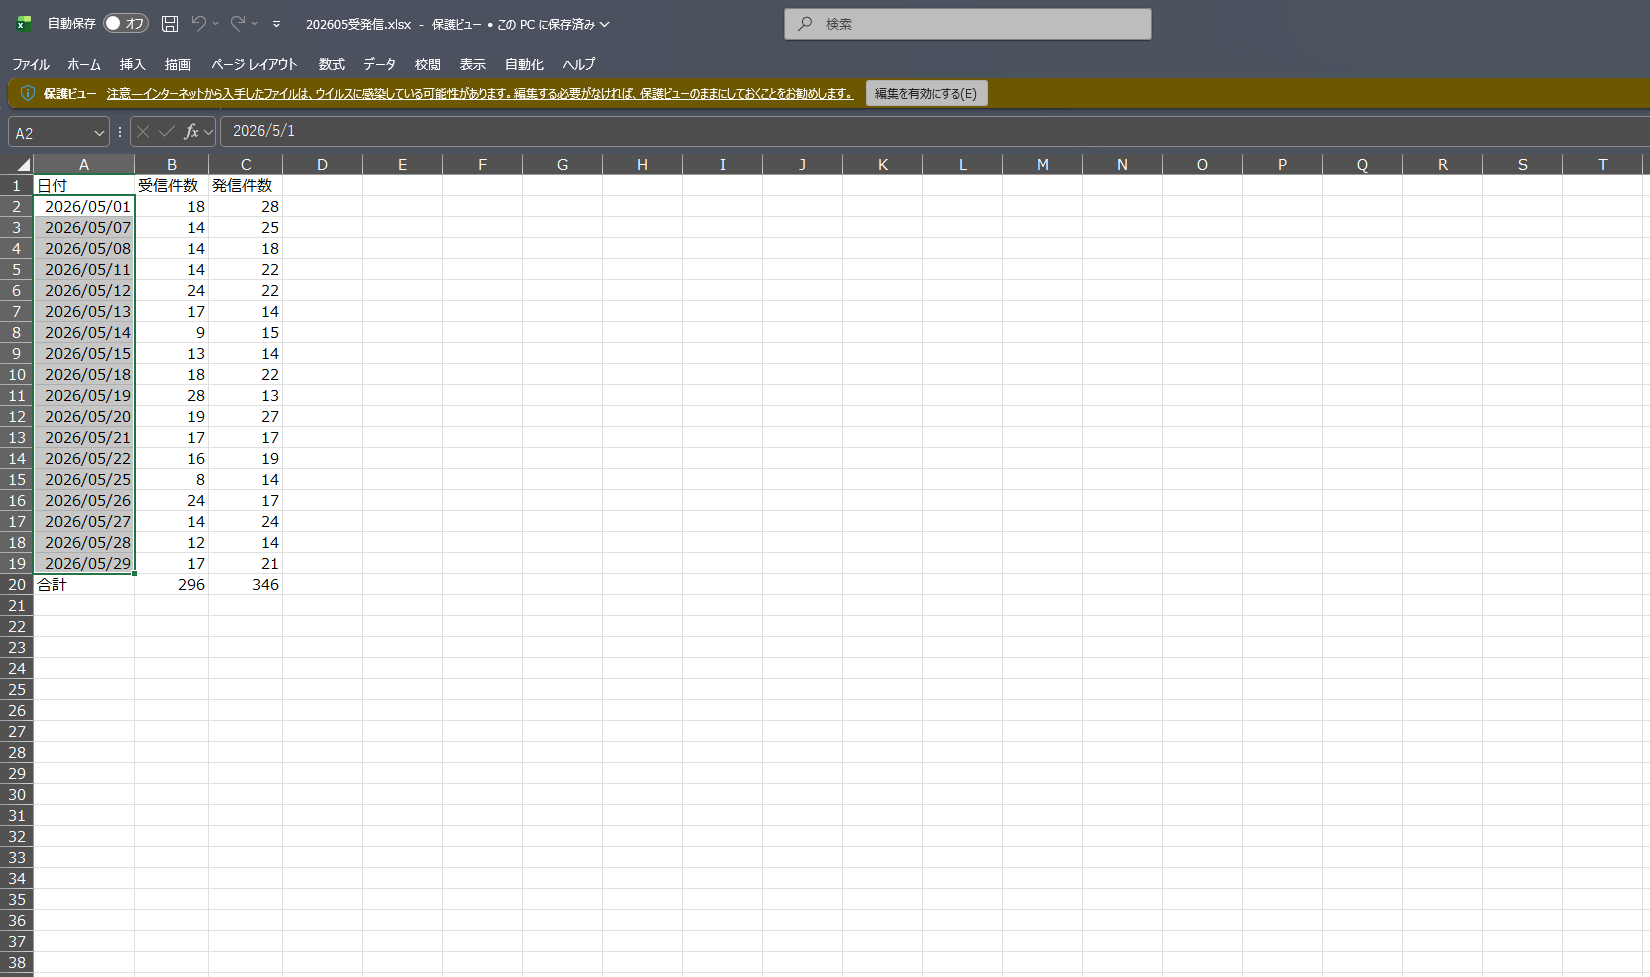 自動保存 オフ 202605受発信.xlsx - 保護ビュー • この PC に保存済み 検索
ファイル ホーム 挿入 描画 ページ レイアウト 数式 データ 校閲 表示 自動化 ヘルプ
保護ビュー 注意—インターネットから入手したファイルは、ウイルスに感染している可能性があります。編集する必要がなければ、保護ビューのままにしておくことをお勧めします。 編集を有効にする(E)
A2 fx 2026/5/1
A B C D E F G H I J K L M N O P Q R S T
1 日付 受信件数 発信件数
2 2026/05/01 18 28
3 2026/05/07 14 25
4 2026/05/08 14 18
5 2026/05/11 14 22
6 2026/05/12 24 22
7 2026/05/13 17 14
8 2026/05/14 9 15
9 2026/05/15 13 14
10 2026/05/18 18 22
11 2026/05/19 28 13
12 2026/05/20 19 27
13 2026/05/21 17 17
14 2026/05/22 16 19
15 2026/05/25 8 14
16 2026/05/26 24 17
17 2026/05/27 14 24
18 2026/05/28 12 14
19 2026/05/29 17 21
20 合計 296 346
21
22
23
24
25
26
27
28
29
30
31
32
33
34
35
36
37
38